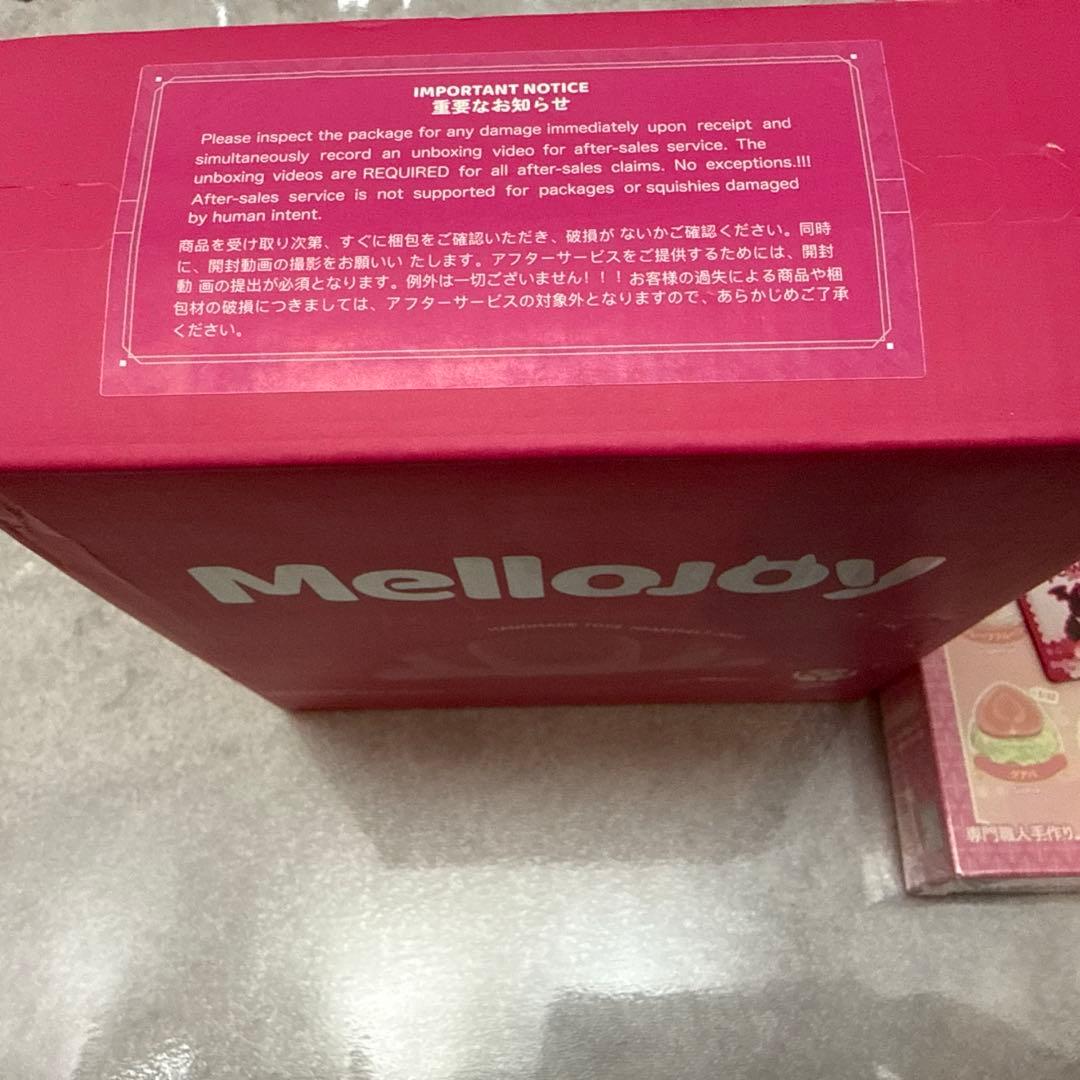 IMPORTANT NOTICE
重要なお知らせ
Please inspect the package for any damage immediately upon receipt and
simultaneously record an unboxing video for after-sales service. The
unboxing videos are REQUIRED for all after-sales claims. No exceptions.!!!
After-sales service is not supported for packages or squishies damaged
by human intent.
商品を受け取り次第、すぐに梱包をご確認いただき、破損が ないかご確認ください。同時
に、開封動画の撮影をお願いい たします。アフターサービスをご提供するためには、開封
動 画の提出が必須となります。例外は一切ございません！！！お客様の過失による商品や梱
包材の破損につきましては、アフターサービスの対象外となりますので、あらかじめご了承
ください。
MelloJoy
グアバ
専門職人手作り